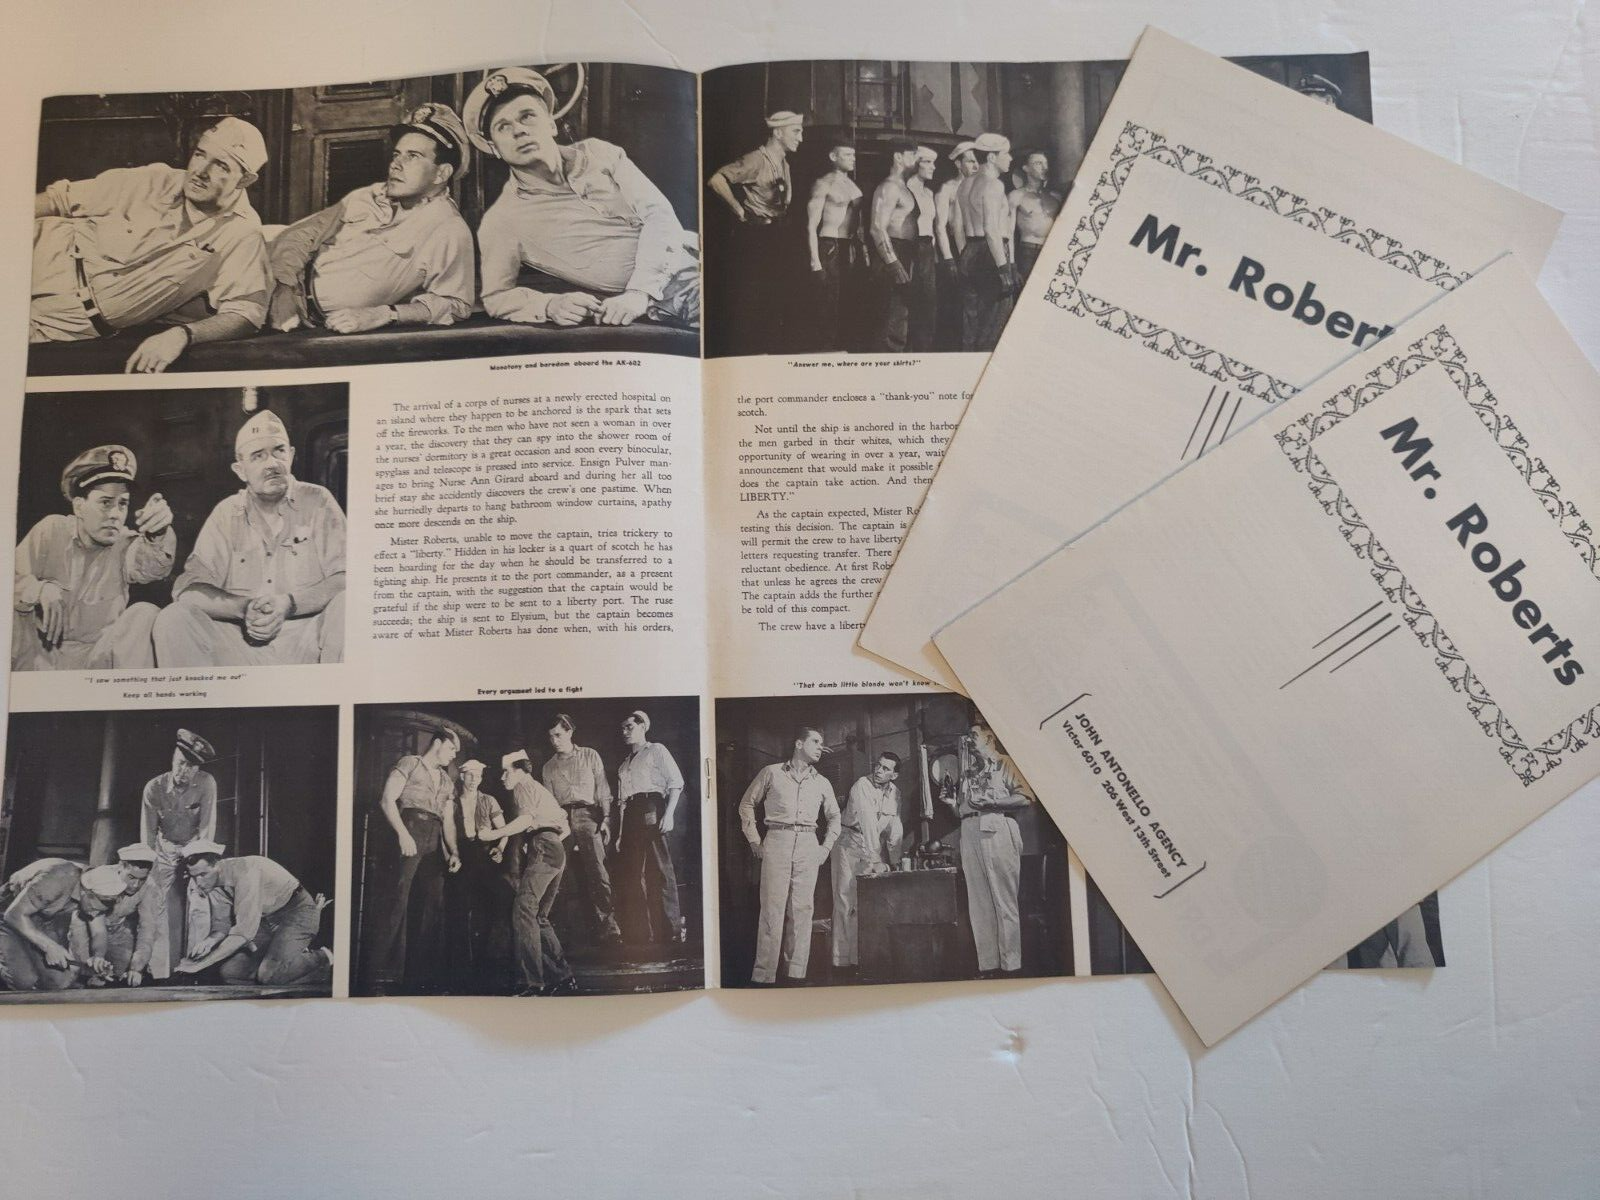 Monotony and boredom aboard the AK-602
The arrival of a corps of nurses at a newly erected hospital on
an island where they happen to be anchored is the spark that sets
off the fireworks. To the men who have not seen a woman in over
a year, the discovery that they can spy into the shower room of
the nurses' dormitory is a great occasion and soon every binocular,
spyglass and telescope is pressed into service. Ensign Pulver man-
ages to bring Nurse Ann Girard aboard and during her all too
brief stay she accidently discovers the crew's one pastime. When
she hurriedly departs to hang bathroom window curtains, apathy
once more descends on the ship.
Mister Roberts, unable to move the captain, tries trickery to
effect a "liberty." Hidden in his locker is a quart of scotch he has
been hoarding for the day when he should be transferred to a
fighting ship. He presents it to the port commander, as a present
from the captain, with the suggestion that the captain would be
grateful if the ship were to be sent to a liberty port. The ruse
succeeds; the ship is sent to Elysium, but the captain becomes
aware of what Mister Roberts has done when, with his orders,
"I saw something that just knocked me out"
Keep all hands working
Every argument led to a fight
"Answer me, where are your shirts?"
the port commander encloses a "thank-you" note for
scotch.
Not until the ship is anchored in the harbor
the men garbed in their whites, which they
opportunity of wearing in over a year, wait
announcement that would make it possible
does the captain take action. And then
LIBERTY."
As the captain expected, Mister Ro
testing this decision. The captain is
will permit the crew to have liberty
letters requesting transfer. There
reluctant obedience. At first Rob
that unless he agrees the crew
The captain adds the further
be told of this compact.
The crew have a liberty
"That dumb little blonde won't know
Mr. Robert
Mr. Roberts
JOHN ANTONELLO AGENCY
Victor 6010 206 West 13th Street